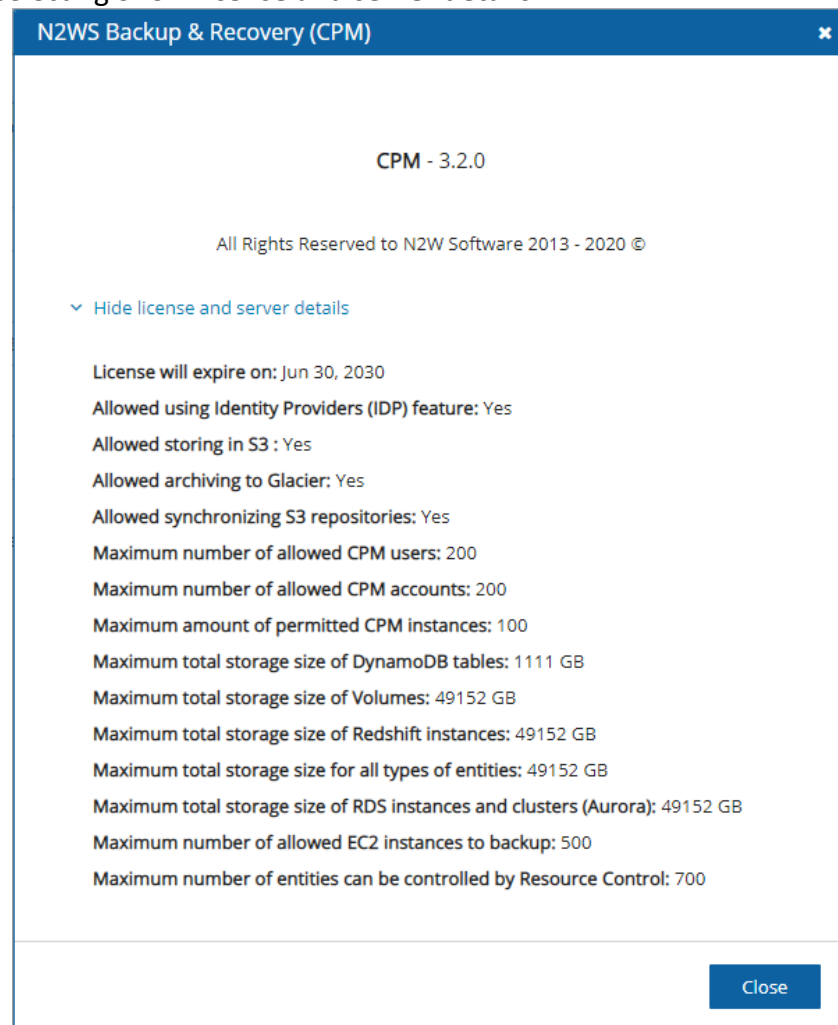 N2WS Backup & Recovery (CPM)
CPM - 3.2.0
All Rights Reserved to N2W Software 2013 - 2020 ©
Hide license and server details
License will expire on: Jun 30, 2030
Allowed using Identity Providers (IDP) feature: Yes
Allowed storing in S3 : Yes
Allowed archiving to Glacier: Yes
Allowed synchronizing S3 repositories: Yes
Maximum number of allowed CPM users: 200
Maximum number of allowed CPM accounts: 200
Maximum amount of permitted CPM instances: 100
Maximum total storage size of DynamoDB tables: 1111 GB
Maximum total storage size of Volumes: 49152 GB
Maximum total storage size of Redshift instances: 49152 GB
Maximum total storage size for all types of entities: 49152 GB
Maximum total storage size of RDS instances and clusters (Aurora): 49152 GB
Maximum number of allowed EC2 instances to backup: 500
Maximum number of entities can be controlled by Resource Control: 700
Close